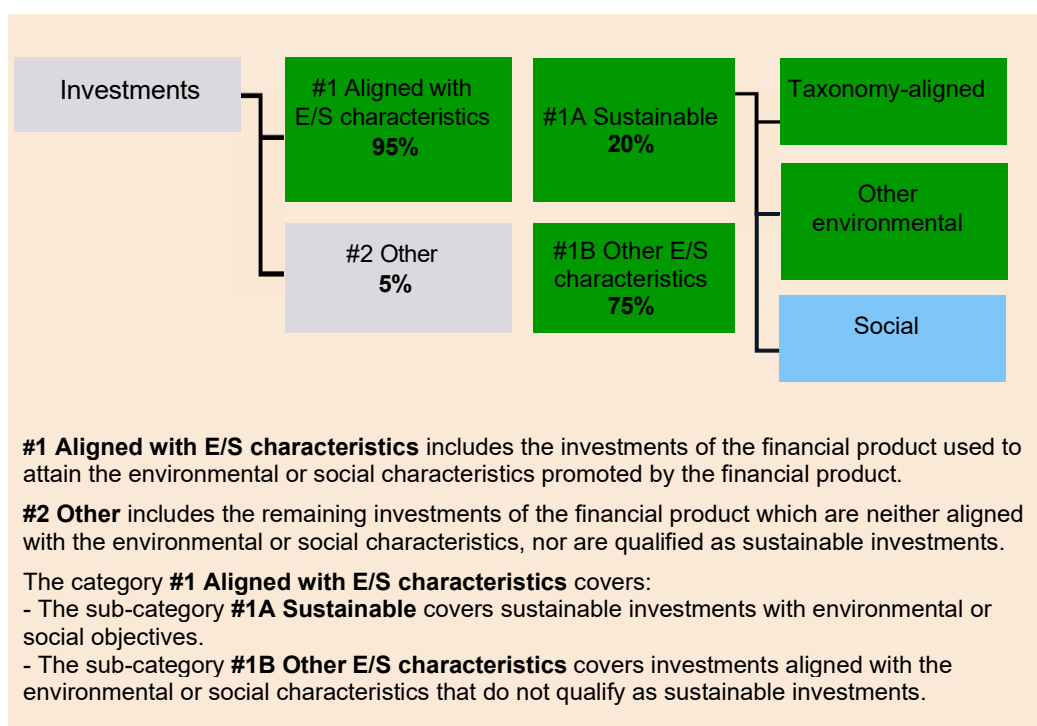 Investments
#1 Aligned with
E/S characteristics
95%
#2 Other
5%
#1A Sustainable
20%
#1B Other E/S
characteristics
75%
Taxonomy-aligned
Other
environmental
Social
#1 Aligned with E/S characteristics includes the investments of the financial product used to
attain the environmental or social characteristics promoted by the financial product.
#2 Other includes the remaining investments of the financial product which are neither aligned
with the environmental or social characteristics, nor are qualified as sustainable investments.
The category #1 Aligned with E/S characteristics covers:
- The sub-category #1A Sustainable covers sustainable investments with environmental or
social objectives.
- The sub-category #1B Other E/S characteristics covers investments aligned with the
environmental or social characteristics that do not qualify as sustainable investments.